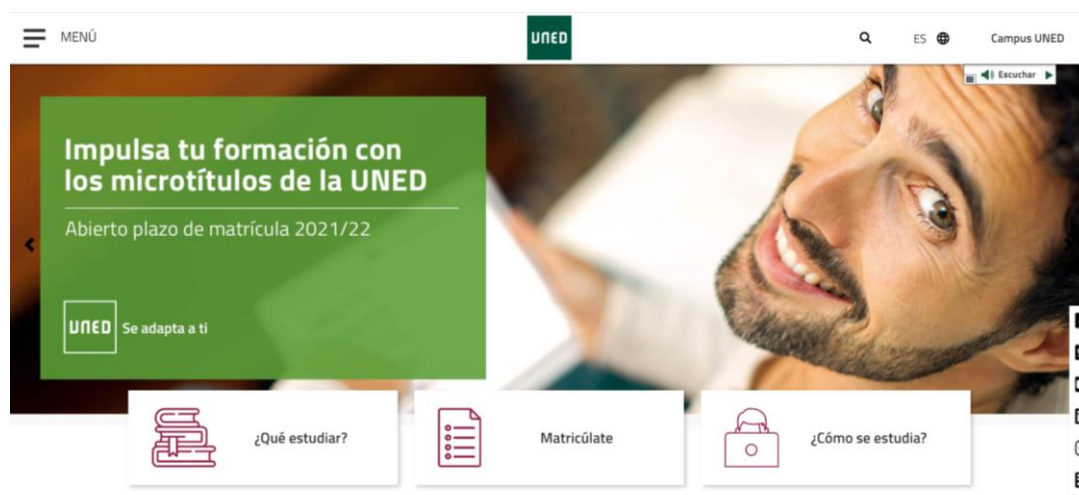 MENÚ
UNED
ES
Campus UNED
Escuchar
Impulsa tu formación con
los microtítulos de la UNED
Abierto plazo de matrícula 2021/22
UNED
Se adapta a ti
¿Qué estudiar?
Matricúlate
¿Cómo se estudia?